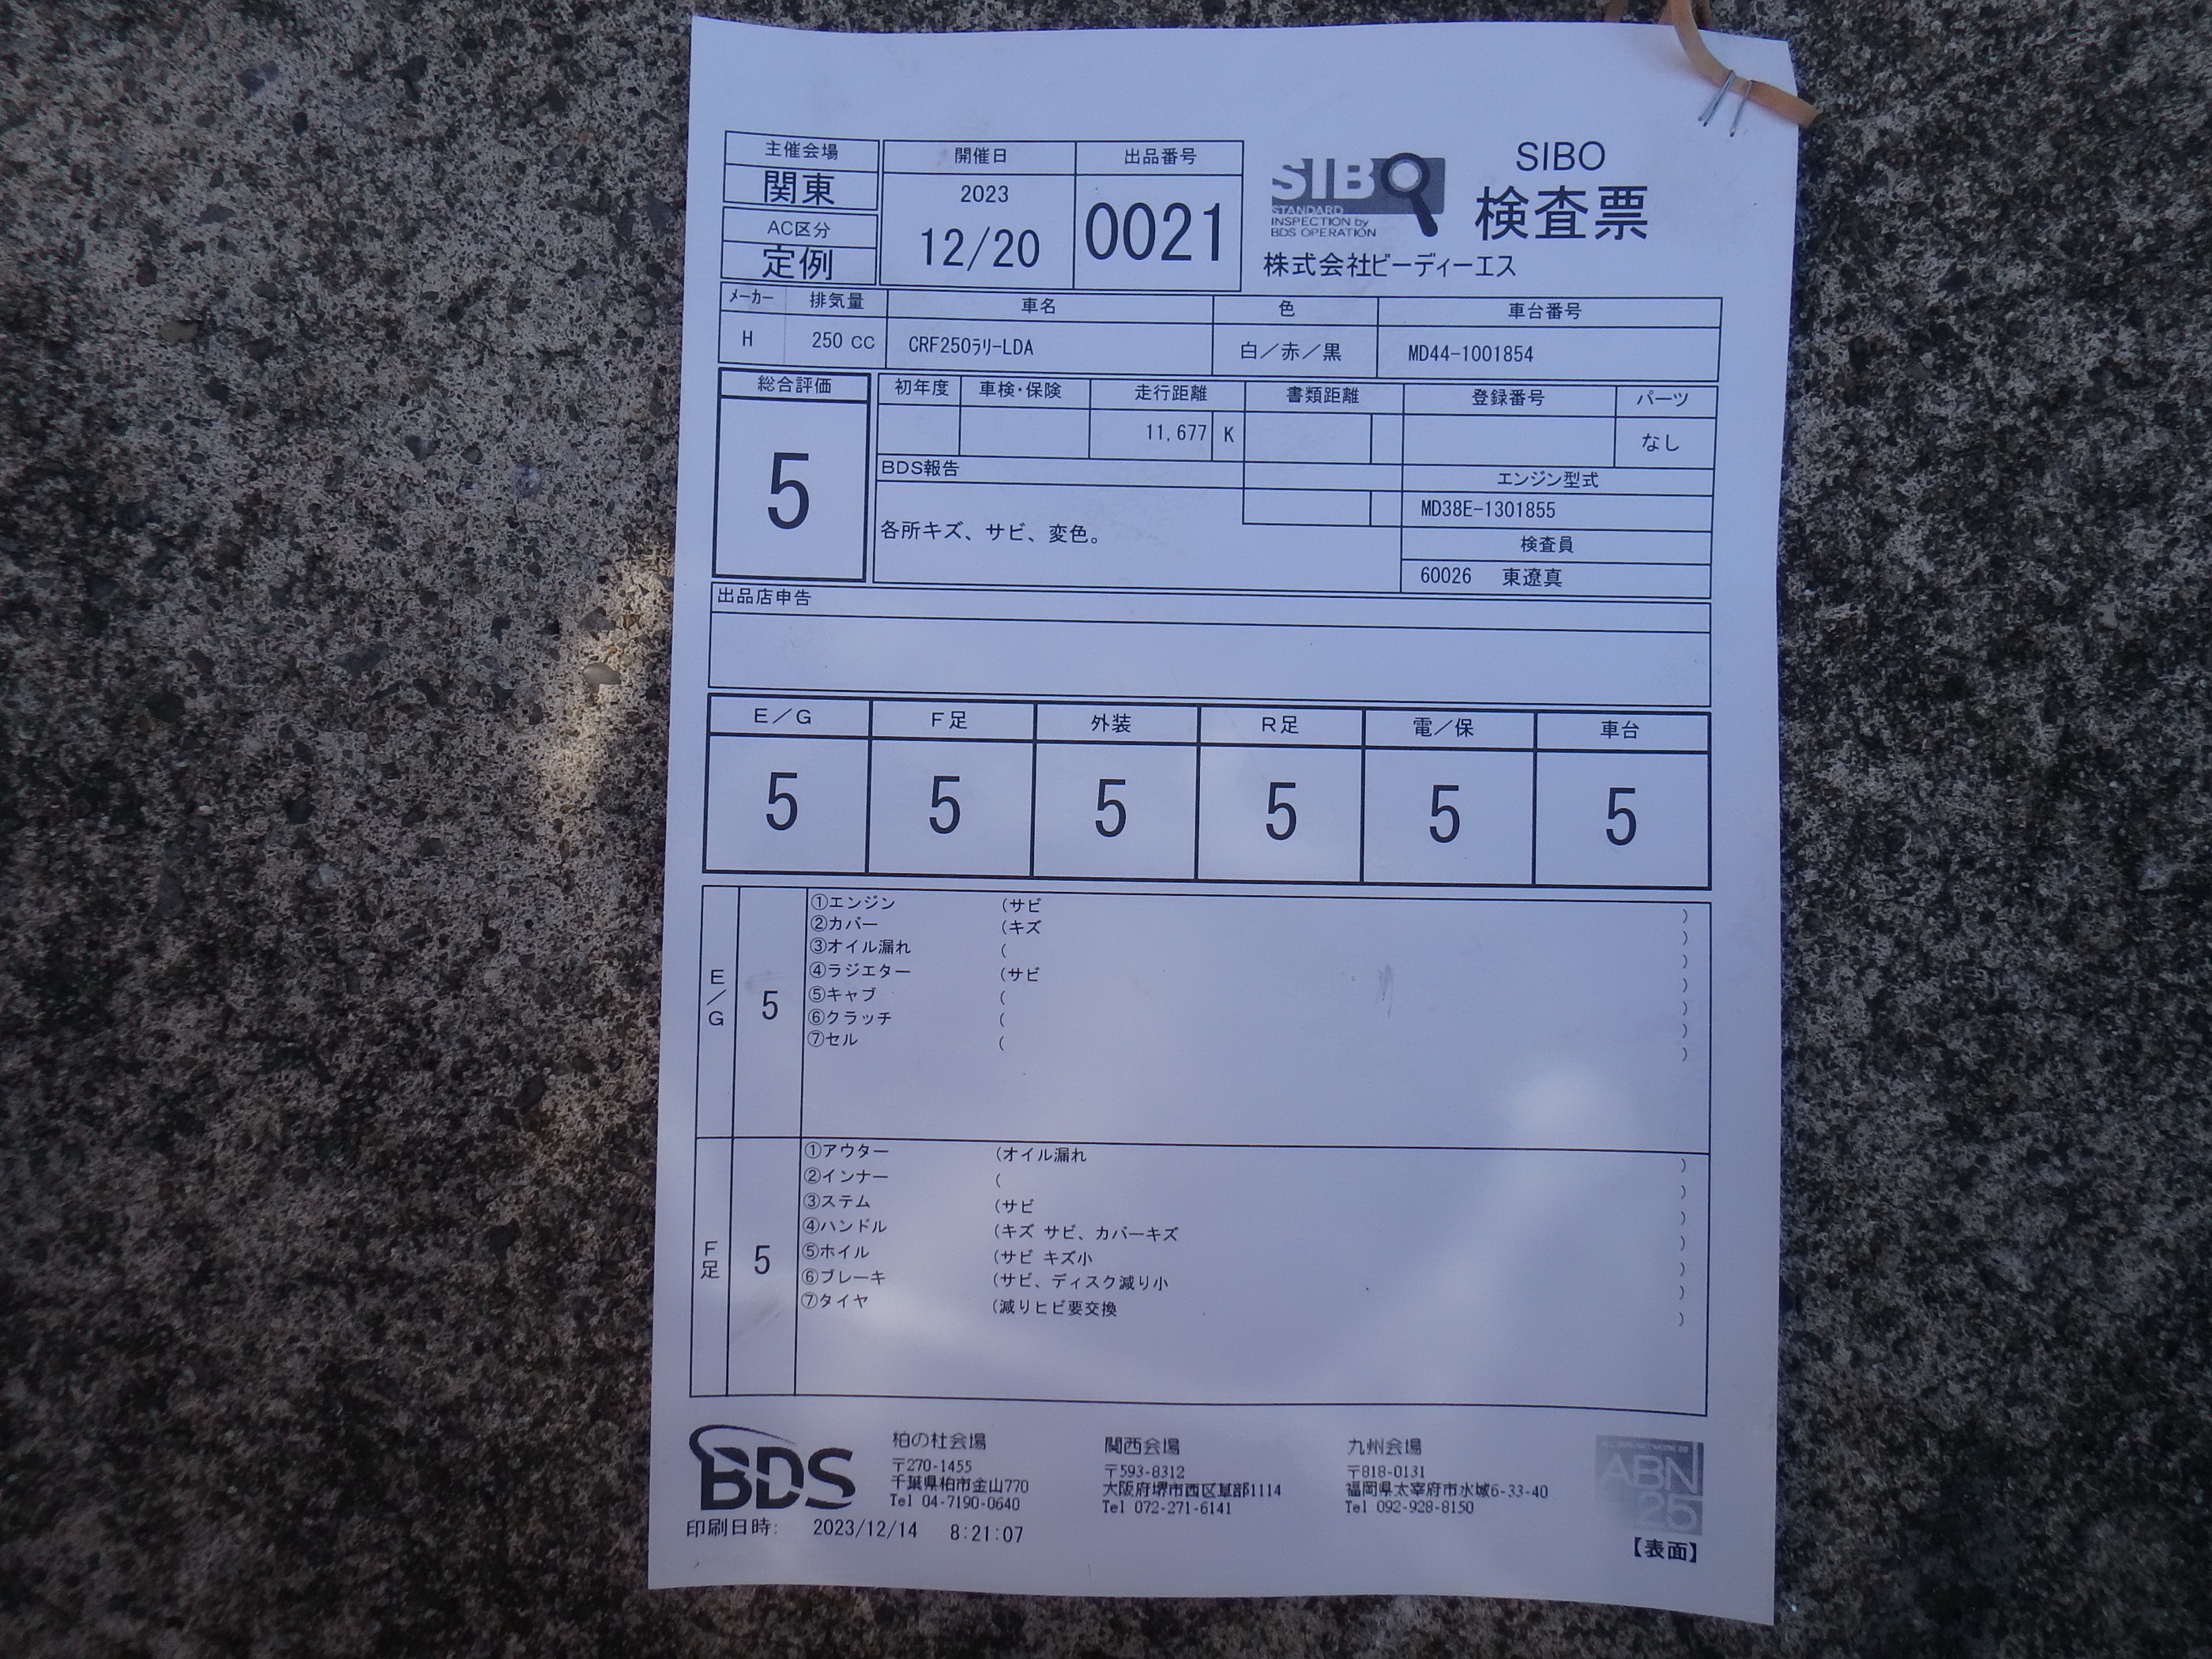 主催会場
関東
AC区分
定例
開催日
2023
12/20
出品番号
0021
SIBO
STANDARD
INSPECTION by
BDS OPERATION
SIBO
検査票
株式会社ビーディーエス
メーカー 排気量 車名 色 車台番号
H 250 CC CRF250ラリーLDA 白／赤／黒 MD44-1001854
総合評価
5
初年度 車検・保険 走行距離 書類距離 登録番号 パーツ
11,677 K なし
BDS報告
各所キズ、サビ、変色。
エンジン型式
MD38E-1301855
検査員
60026 東遼真
出品店申告
E／G F足 外装 R足 電／保 車台
5 5 5 5 5 5
E／G 5
①エンジン (サビ )
②カバー (キズ )
③オイル漏れ ( )
④ラジエター (サビ )
⑤キャブ ( )
⑥クラッチ ( )
⑦セル ( )
F足 5
①アウター (オイル漏れ )
②インナー ( )
③ステム (サビ )
④ハンドル (キズ サビ、カバーキズ )
⑤ホイル (サビ キズ小 )
⑥ブレーキ (サビ、ディスク減り小 )
⑦タイヤ (減りヒビ要交換 )
BDS
柏の杜会場
〒270-1455
千葉県柏市金山770
Tel 04-7190-0640
関西会場
〒593-8312
大阪府堺市西区草部1114
Tel 072-271-6141
九州会場
〒818-0131
福岡県太宰府市水城6-33-40
Tel 092-928-8150
ABN
25
印刷日時: 2023/12/14 8:21:07
【表面】